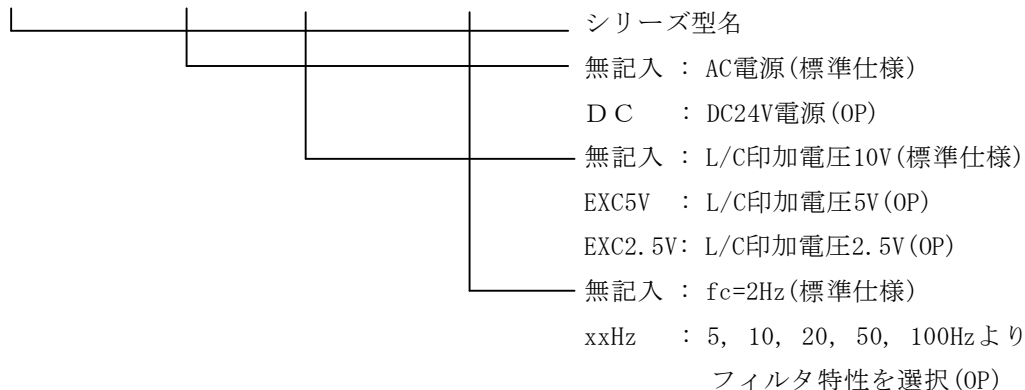 シリーズ型名
無記入 : AC電源(標準仕様)
DC : DC24V電源(OP)
無記入 : L/C印加電圧10V(標準仕様)
EXC5V : L/C印加電圧5V(OP)
EXC2.5V: L/C印加電圧2.5V(OP)
無記入 : fc=2Hz(標準仕様)
xxHz : 5, 10, 20, 50, 100Hzより
フィルタ特性を選択(OP)